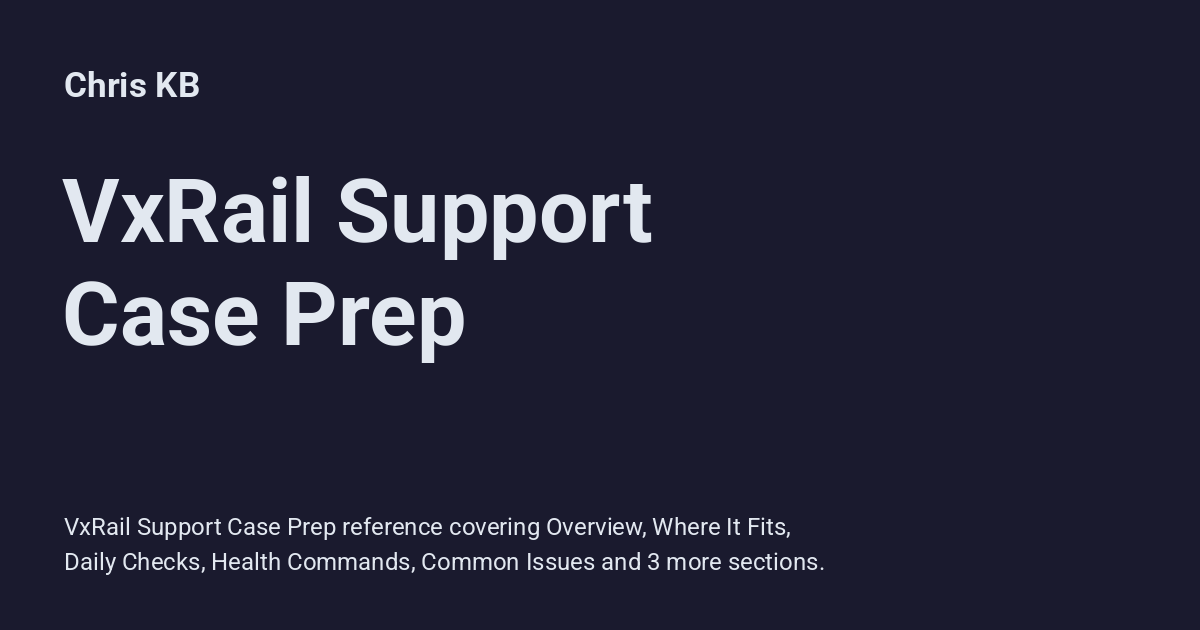 Chris KB
VxRail Support
Case Prep
VxRail Support Case Prep reference covering Overview, Where It Fits,
Daily Checks, Health Commands, Common Issues and 3 more sections.